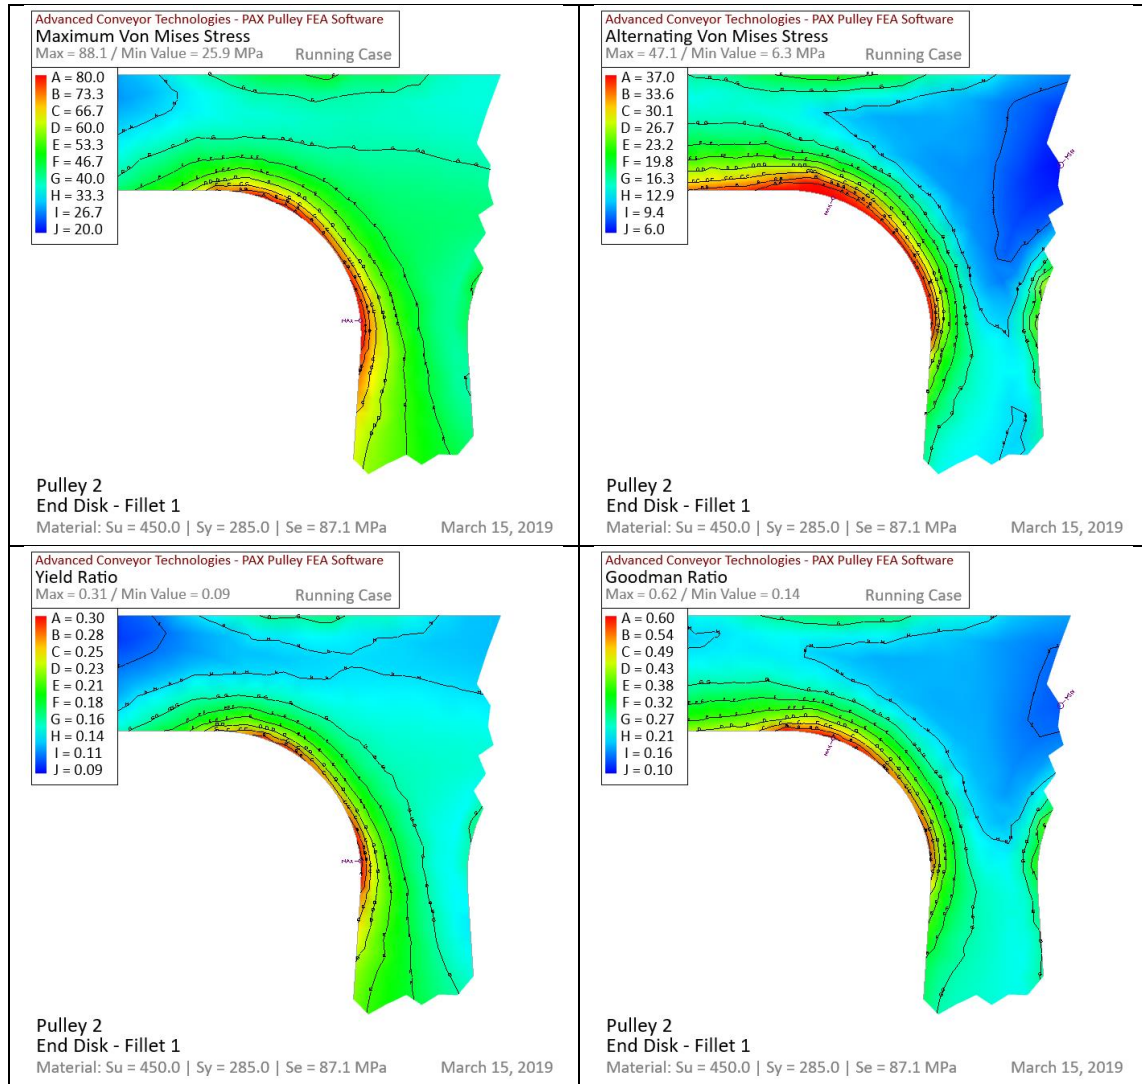 Advanced Conveyor Technologies - PAX Pulley FEA Software
Maximum Von Mises Stress
Max = 88.1 / Min Value = 25.9 MPa Running Case
A = 80.0
B = 73.3
C = 66.7
D = 60.0
E = 53.3
F = 46.7
G = 40.0
H = 33.3
I = 26.7
J = 20.0
MAX
Pulley 2
End Disk - Fillet 1
Material: Su = 450.0 | Sy = 285.0 | Se = 87.1 MPa March 15, 2019
Advanced Conveyor Technologies - PAX Pulley FEA Software
Alternating Von Mises Stress
Max = 47.1 / Min Value = 6.3 MPa Running Case
A = 37.0
B = 33.6
C = 30.1
D = 26.7
E = 23.2
F = 19.8
G = 16.3
H = 12.9
I = 9.4
J = 6.0
MIN
MAX
Pulley 2
End Disk - Fillet 1
Material: Su = 450.0 | Sy = 285.0 | Se = 87.1 MPa March 15, 2019
Advanced Conveyor Technologies - PAX Pulley FEA Software
Yield Ratio
Max = 0.31 / Min Value = 0.09 Running Case
A = 0.30
B = 0.28
C = 0.25
D = 0.23
E = 0.21
F = 0.18
G = 0.16
H = 0.14
I = 0.11
J = 0.09
MAX
Pulley 2
End Disk - Fillet 1
Material: Su = 450.0 | Sy = 285.0 | Se = 87.1 MPa March 15, 2019
Advanced Conveyor Technologies - PAX Pulley FEA Software
Goodman Ratio
Max = 0.62 / Min Value = 0.14 Running Case
A = 0.60
B = 0.54
C = 0.49
D = 0.43
E = 0.38
F = 0.32
G = 0.27
H = 0.21
I = 0.16
J = 0.10
MIN
MAX
Pulley 2
End Disk - Fillet 1
Material: Su = 450.0 | Sy = 285.0 | Se = 87.1 MPa March 15, 2019